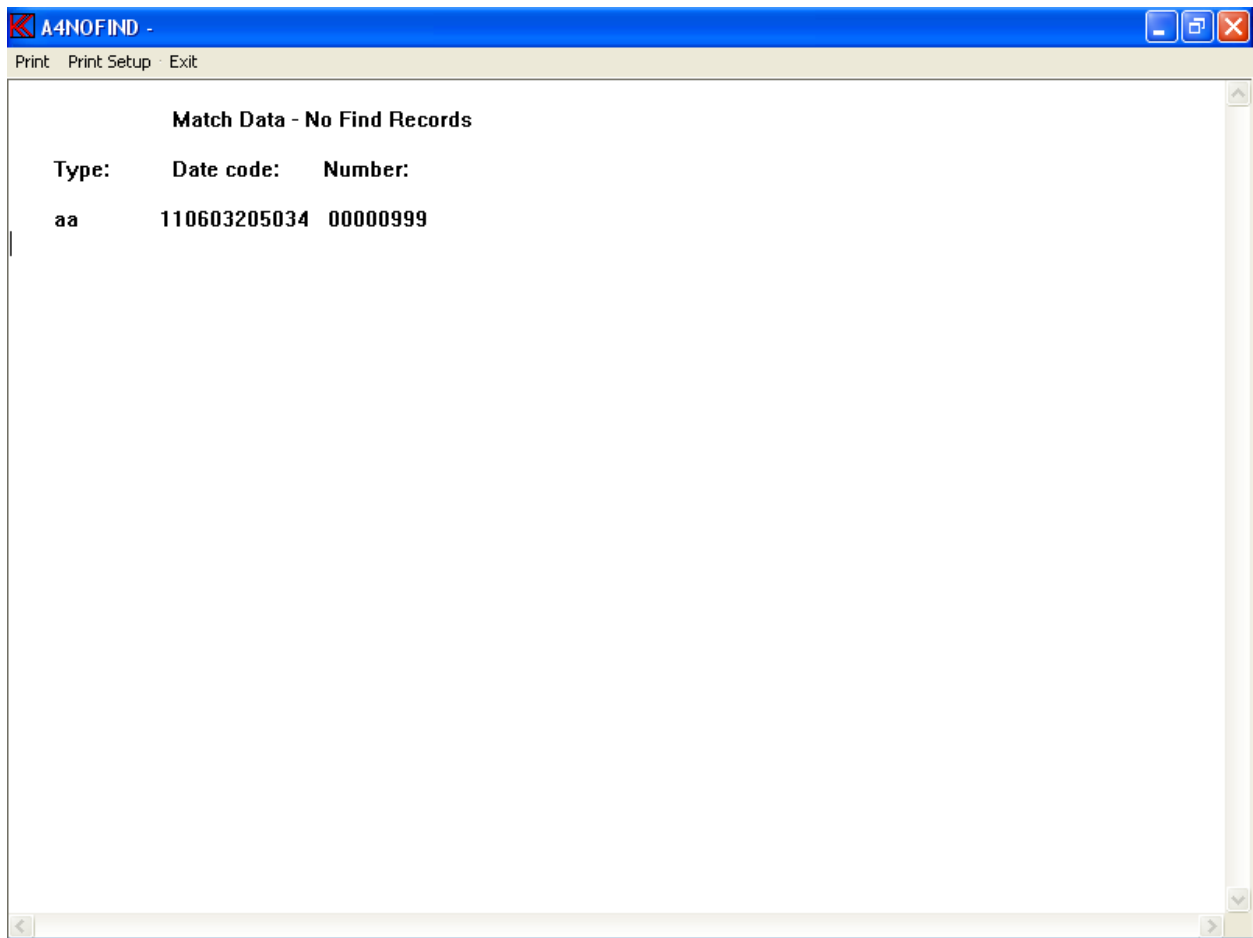 A4NOFIND -
Print Print Setup Exit
Match Data - No Find Records
Type: Date code: Number:
aa 110603205034 00000999